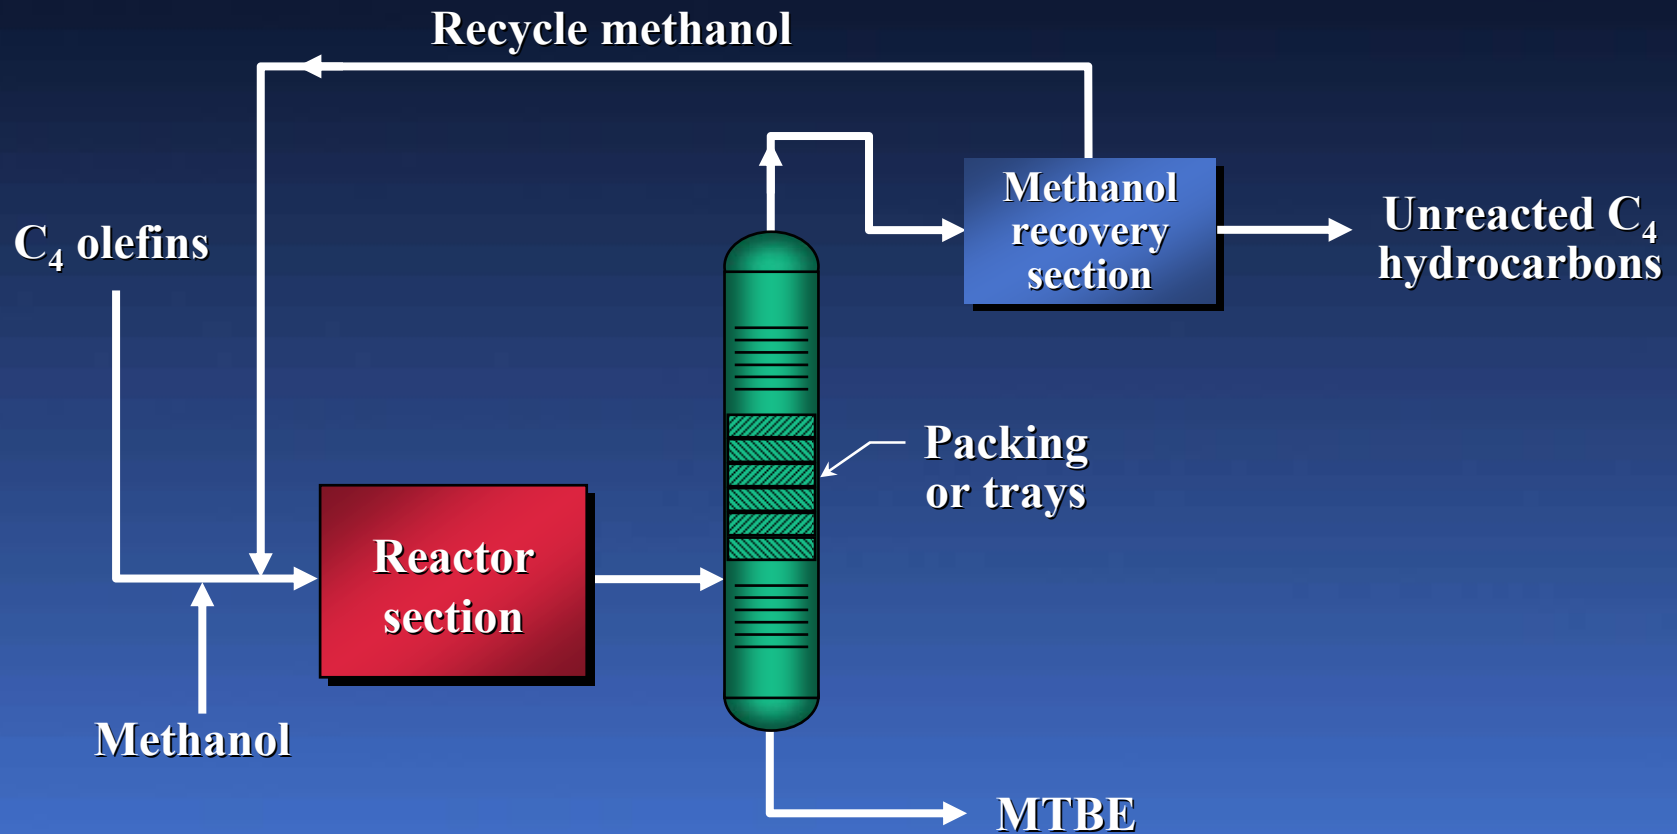 Recycle methanol
Methanol
recovery
section
Unreacted C₄
hydrocarbons
C₄ olefins
Packing
or trays
Reactor
section
Methanol
MTBE